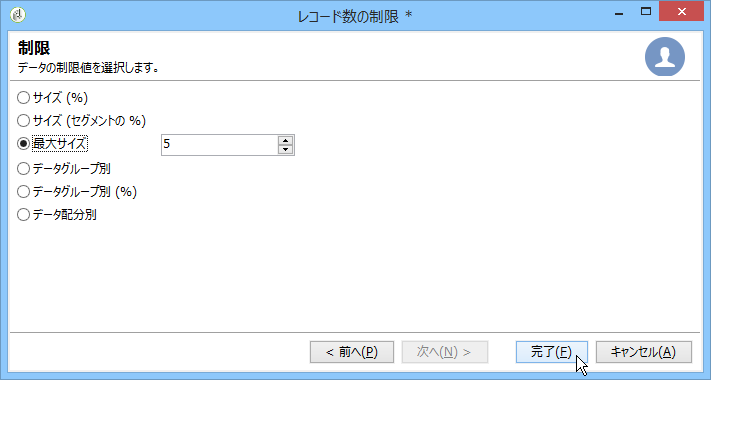 レコード数の制限 *
制限
データの制限値を選択します。
サイズ (%)
サイズ (セグメントの %)
最大サイズ 5
データグループ別
データグループ別 (%)
データ配分別
< 前へ(P) 次へ(N) > 完了(F) キャンセル(A)